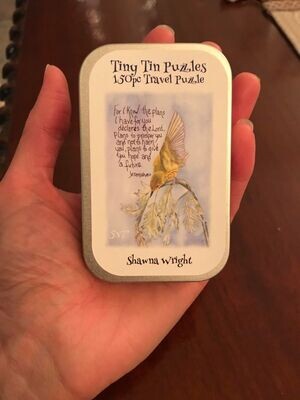 Tiny Tin Puzzles
150pc Travel Puzzle
For I know the plans
I have for you
declares the Lord.
Plans to prosper you
and not to harm
you, plans to give
you hope and
a future.
Shawna Wright